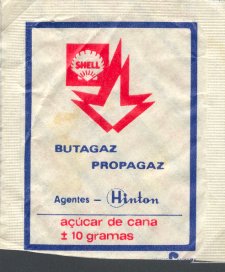 SHELL
BUTAGAZ
PROPAGAZ
Agentes – Hinton
açúcar de cana
± 10 gramas